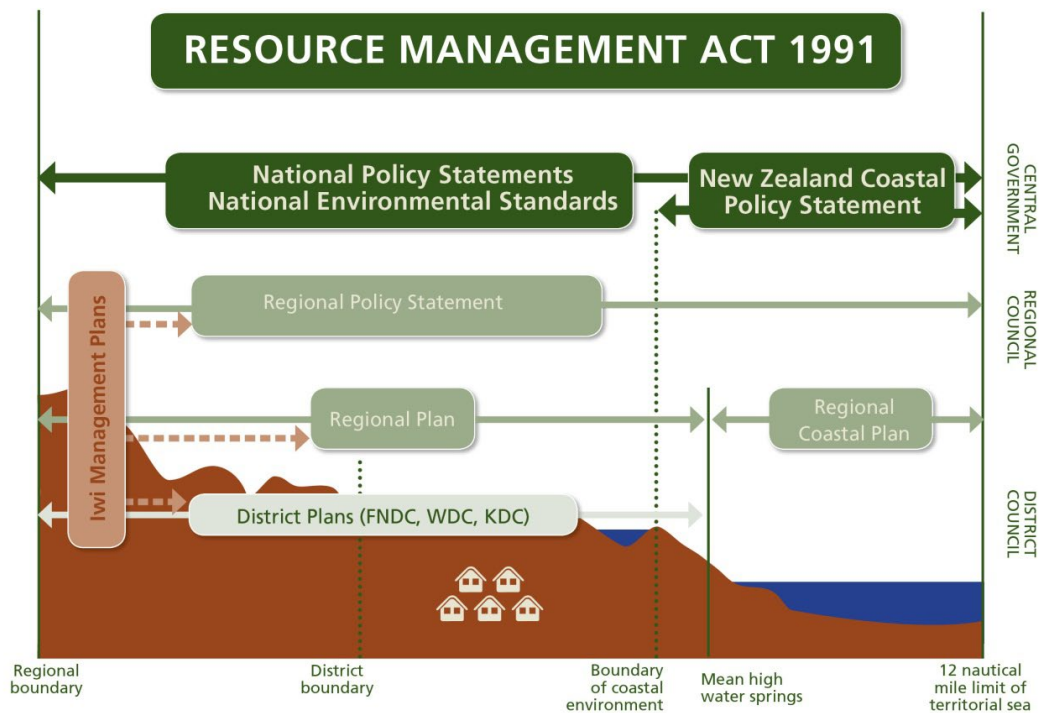 RESOURCE MANAGEMENT ACT 1991
National Policy Statements
National Environmental Standards
New Zealand Coastal
Policy Statement
CENTRAL
GOVERNMENT
Iwi Management Plans
Regional Policy Statement
REGIONAL
COUNCIL
Regional Plan
Regional
Coastal Plan
District Plans (FNDC, WDC, KDC)
DISTRICT
COUNCIL
Regional
boundary
District
boundary
Boundary
of coastal
environment
Mean high
water springs
12 nautical
mile limit of
territorial sea